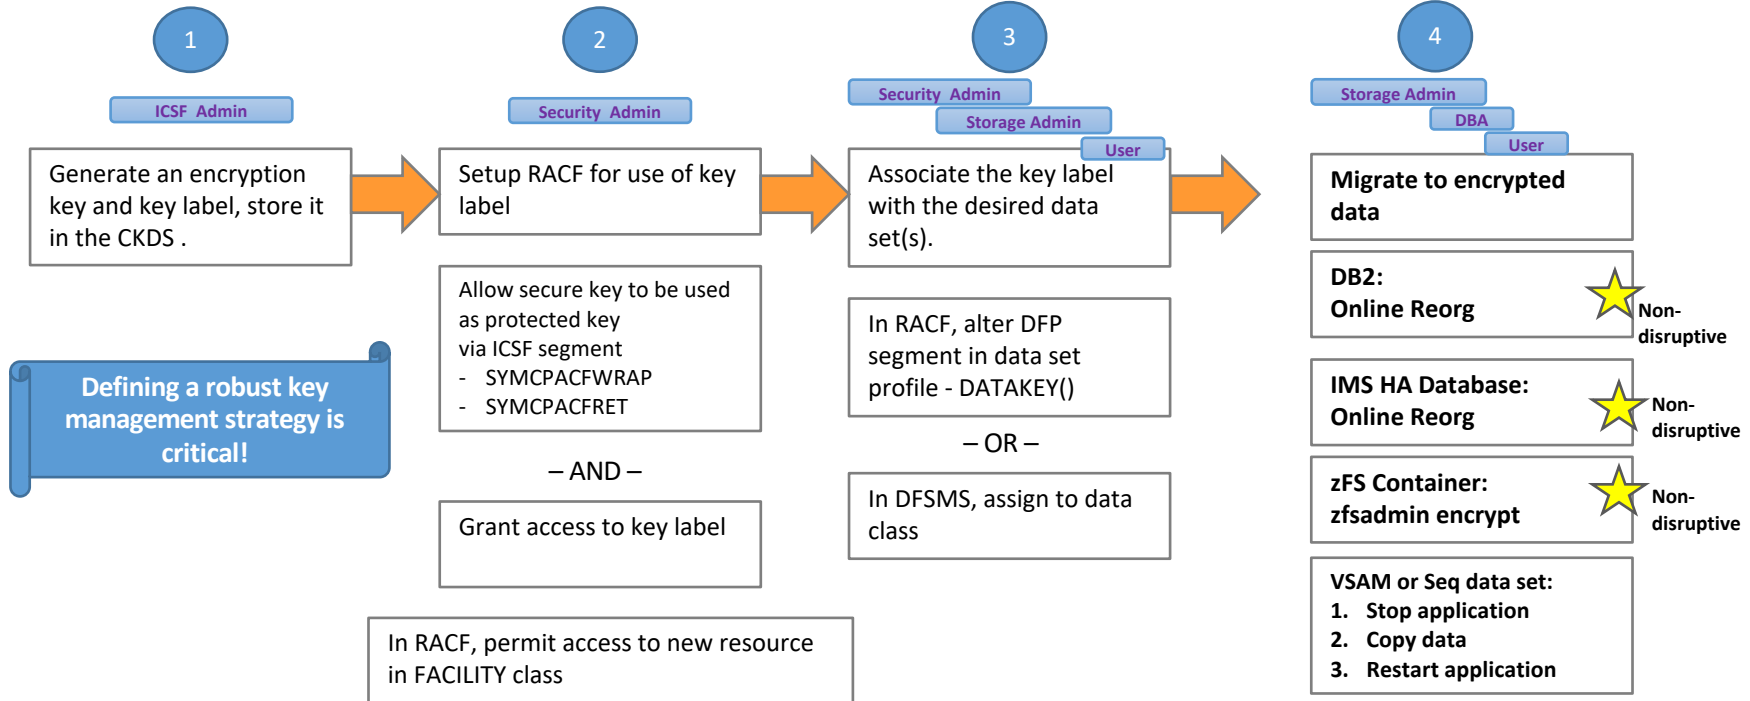 1
ICSF Admin
Generate an encryption
key and key label, store it
in the CKDS .
Defining a robust key
management strategy is
critical!
2
Security Admin
Setup RACF for use of key
label
Allow secure key to be used
as protected key
via ICSF segment
- SYMCPACFWRAP
- SYMCPACFRET
– AND –
Grant access to key label
In RACF, permit access to new resource
in FACILITY class
3
Security Admin
Storage Admin
User
Associate the key label
with the desired data
set(s).
In RACF, alter DFP
segment in data set
profile - DATAKEY()
– OR –
In DFSMS, assign to data
class
4
Storage Admin
DBA
User
Migrate to encrypted
data
DB2:
Online Reorg
Non-
disruptive
IMS HA Database:
Online Reorg
Non-
disruptive
zFS Container:
zfsadmin encrypt
Non-
disruptive
VSAM or Seq data set:
1. Stop application
2. Copy data
3. Restart application